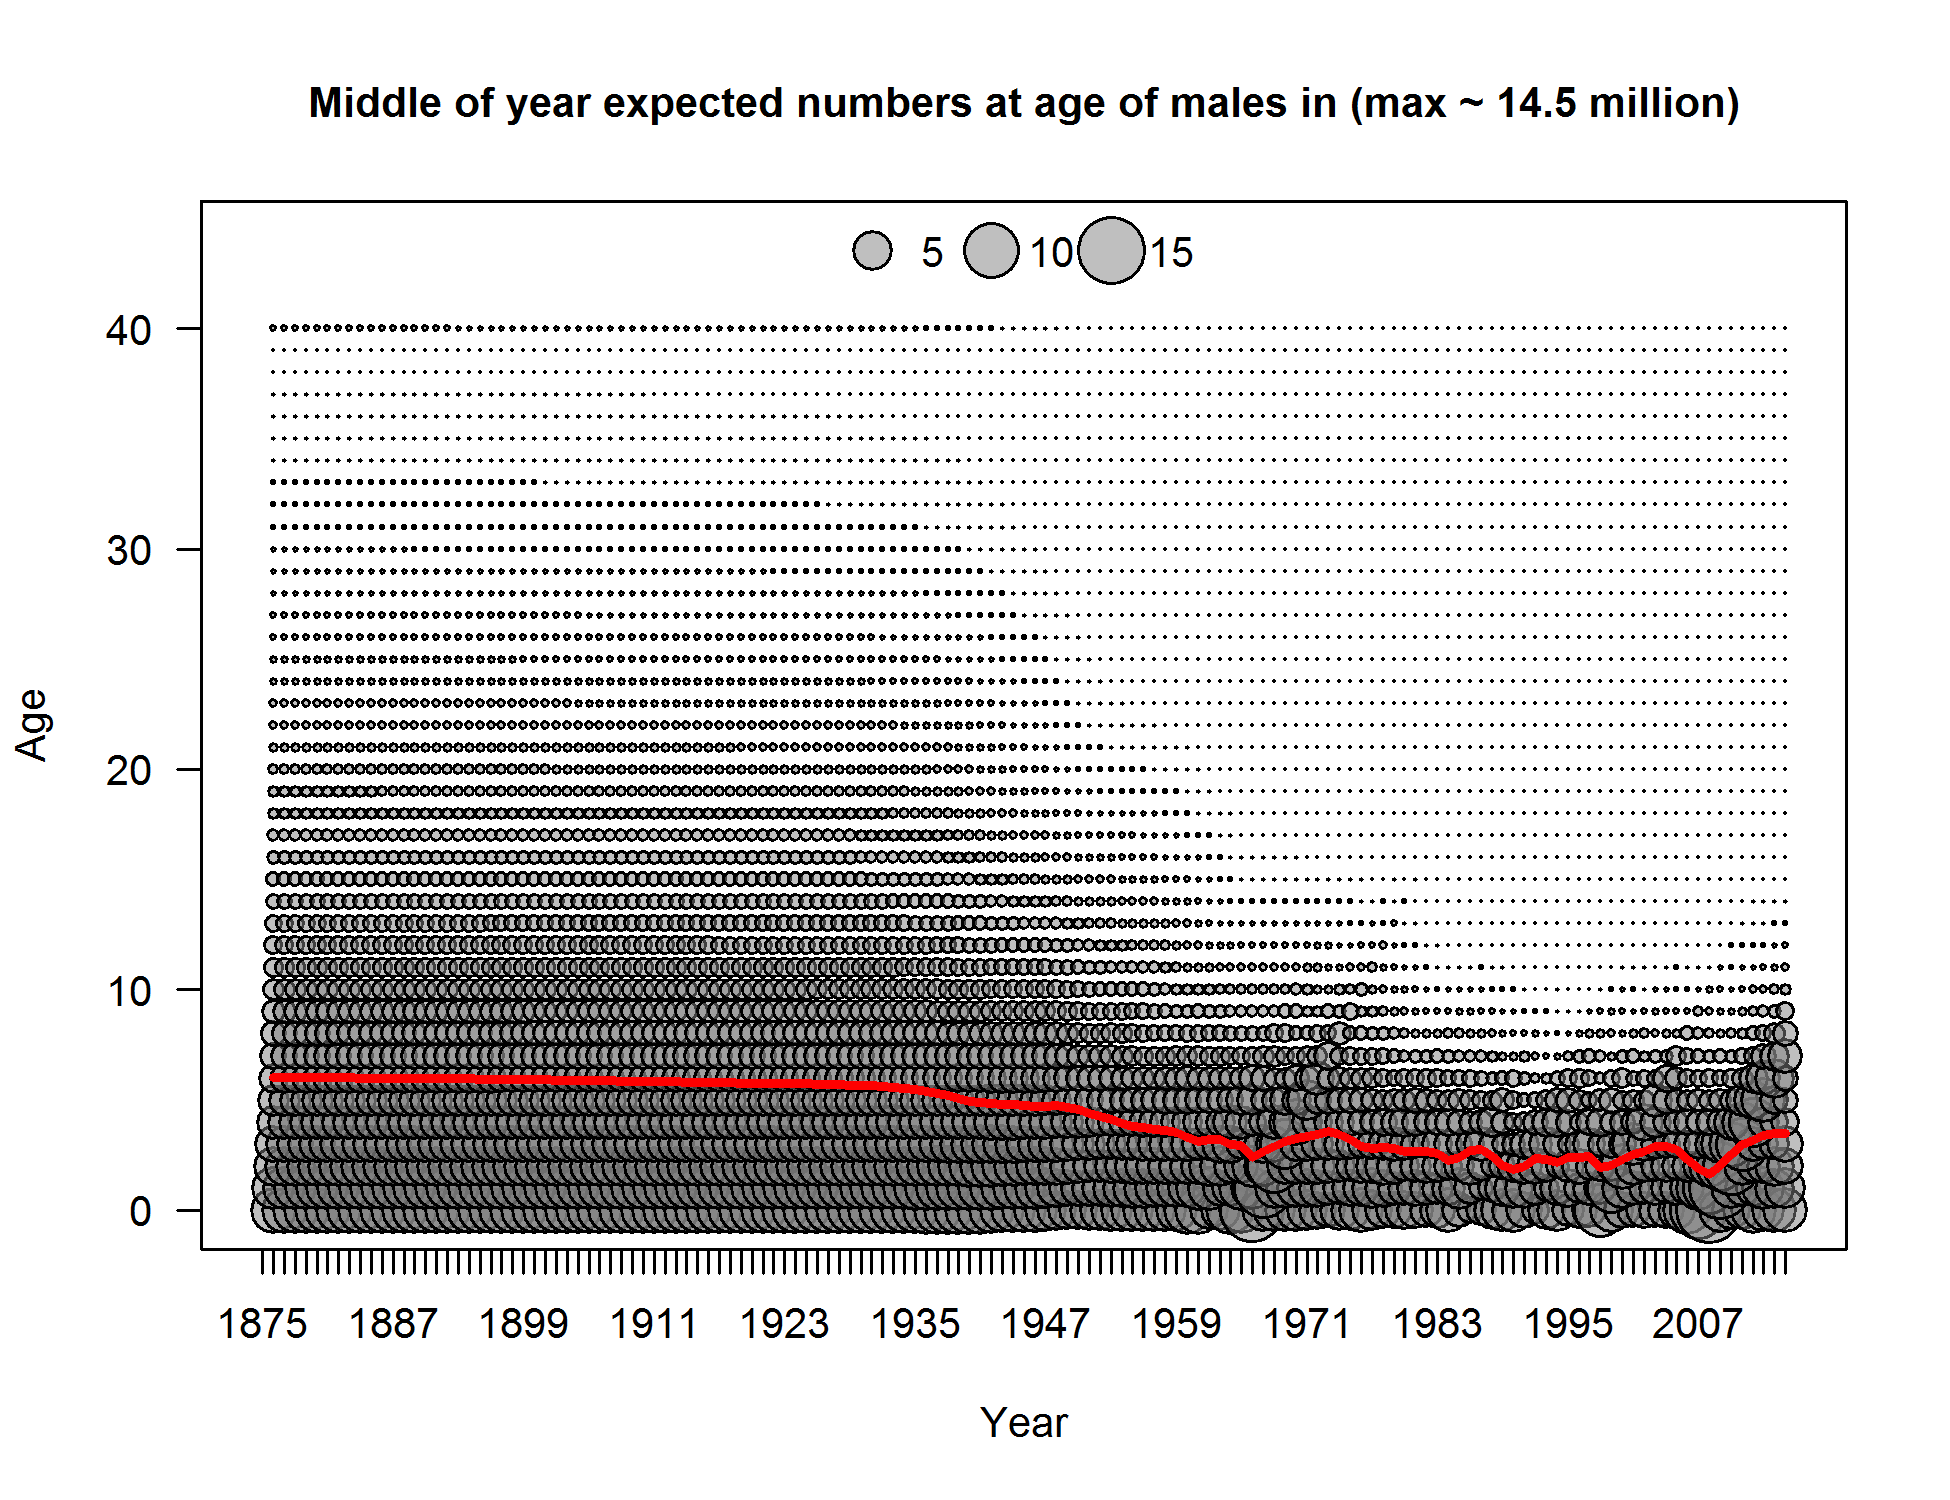 Middle of year expected numbers at age of males in (max ~ 14.5 million)
5 10 15
40
30
20
10
0
Age
1875 1887 1899 1911 1923 1935 1947 1959 1971 1983 1995 2007
Year